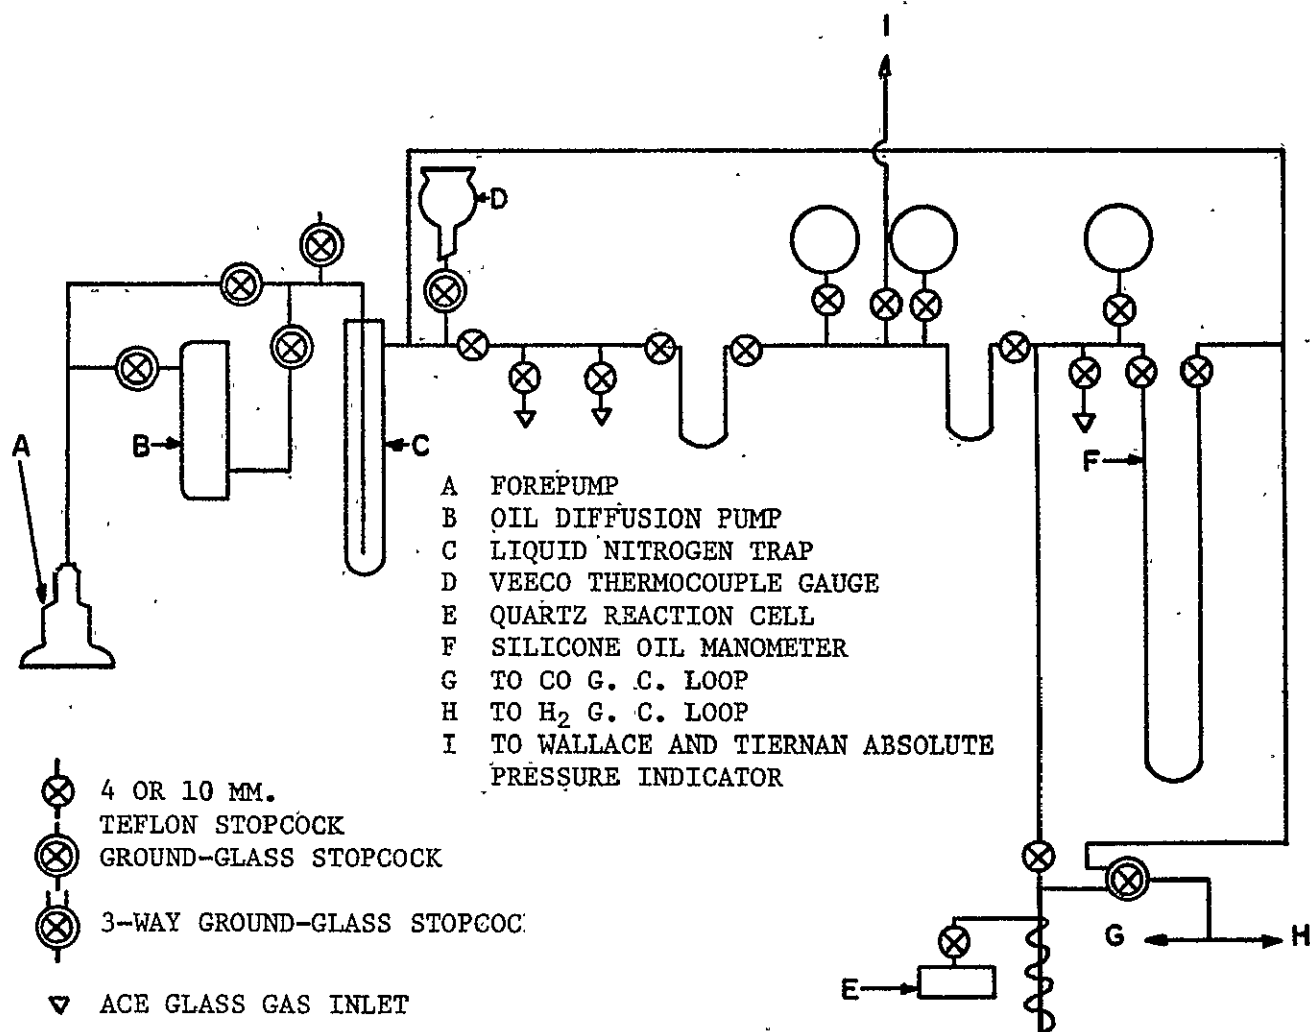 I
D
A
B
C
F
A FOREPUMP
B OIL DIFFUSION PUMP
C LIQUID NITROGEN TRAP
D VEECO THERMOCOUPLE GAUGE
E QUARTZ REACTION CELL
F SILICONE OIL MANOMETER
G TO CO G. C. LOOP
H TO H₂ G. C. LOOP
I TO WALLACE AND TIERNAN ABSOLUTE
PRESSURE INDICATOR
4 OR 10 MM.
TEFLON STOPCOCK
GROUND-GLASS STOPCOCK
3-WAY GROUND-GLASS STOPCOC
G H
E
ACE GLASS GAS INLET